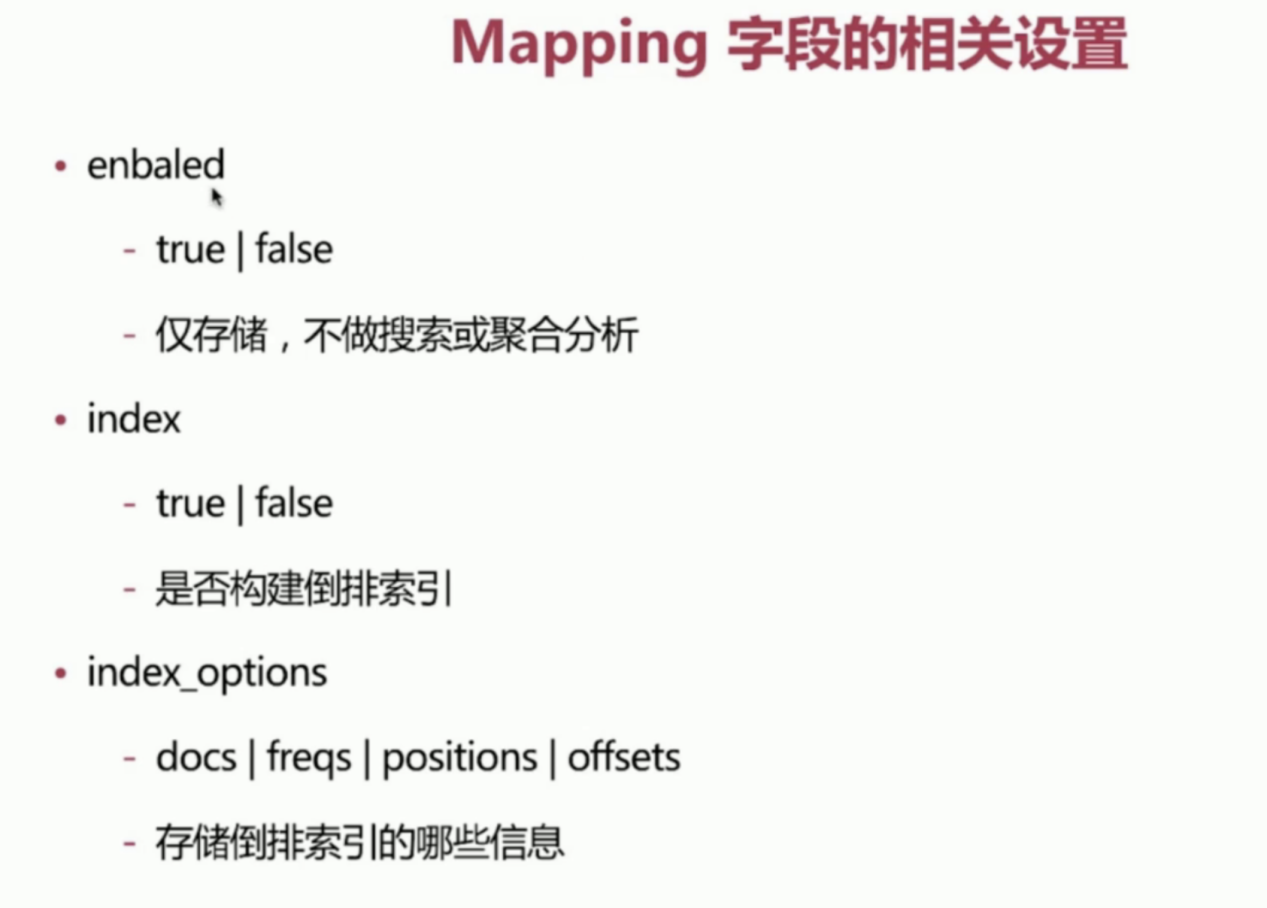 Mapping 字段的相关设置
• enbaled
- true | false
- 仅存储，不做搜索或聚合分析
• index
- true | false
- 是否构建倒排索引
• index_options
- docs | freqs | positions | offsets
- 存储倒排索引的哪些信息